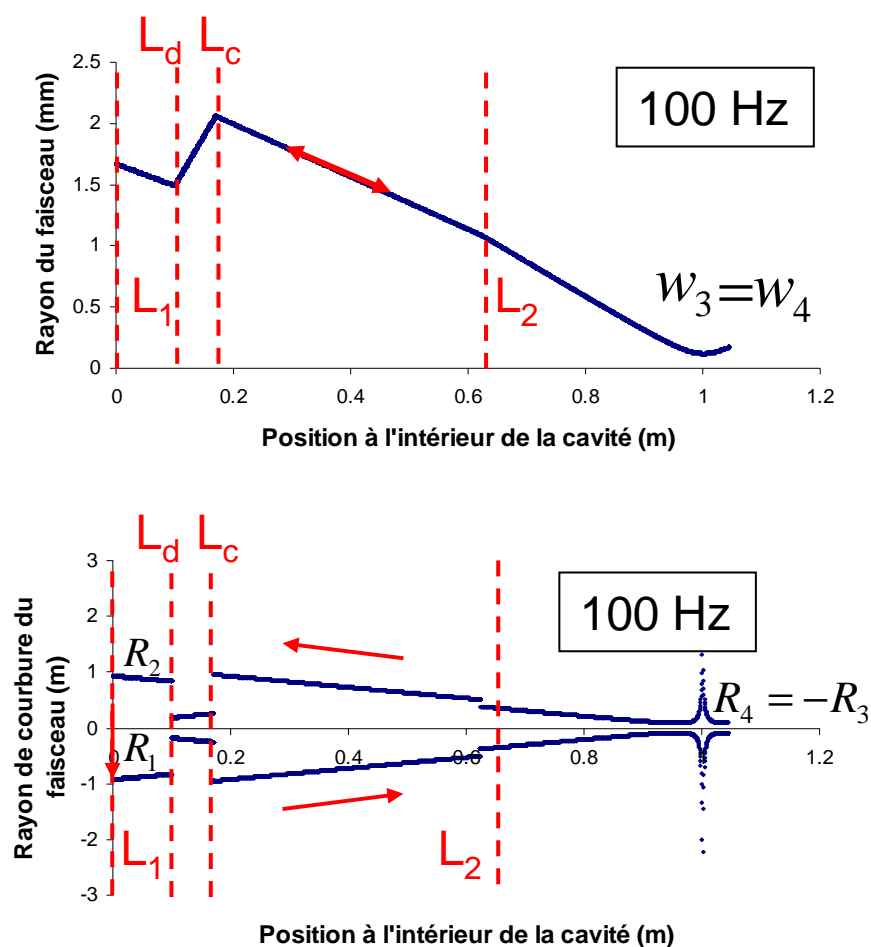 L_d L_c
2.5
2
1.5
1
0.5
0
Rayon du faisceau (mm)
100 Hz
L_1
L_2
w_3=w_4
0 0.2 0.4 0.6 0.8 1 1.2
Position à l'intérieur de la cavité (m)
L_d L_c
3
2
1
0
-1
-2
-3
Rayon de courbure du
faisceau (m)
100 Hz
R_2
R_4 = -R_3
R_1
0 0.2 0.4 0.6 0.8 1 1.2
L_1
L_2
Position à l'intérieur de la cavité (m)